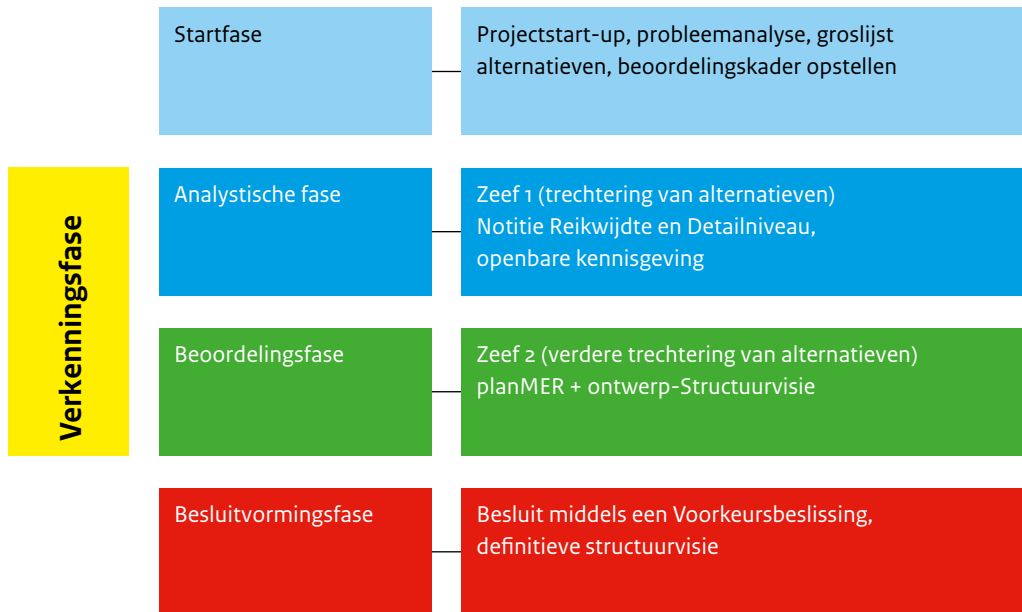 Startfase
Projectstart-up, probleemanalyse, groslijst
alternatieven, beoordelingskader opstellen
Verkenningsfase
Analystische fase
Zeef 1 (trechtering van alternatieven)
Notitie Reikwijdte en Detailniveau,
openbare kennisgeving
Beoordelingsfase
Zeef 2 (verdere trechtering van alternatieven)
planMER + ontwerp-Structuurvisie
Besluitvormingsfase
Besluit middels een Voorkeursbeslissing,
definitieve structuurvisie